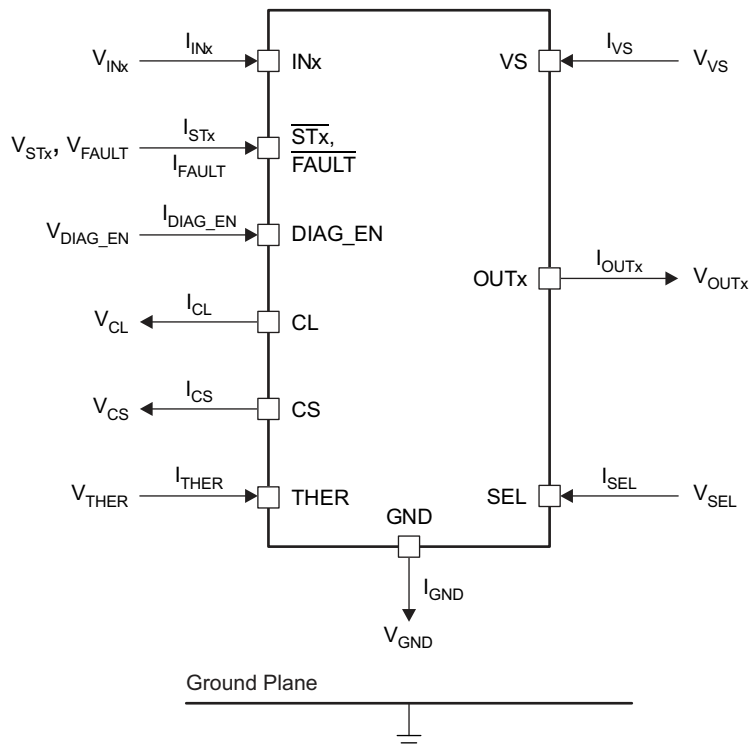 V_INx I_INx INx
VS I_VS V_VS
V_STx, V_FAULT I_STx I_FAULT STx, FAULT
V_DIAG_EN I_DIAG_EN DIAG_EN
OUTx I_OUTx V_OUTx
V_CL I_CL CL
V_CS I_CS CS
V_THER I_THER THER
SEL I_SEL V_SEL
GND
I_GND
V_GND
Ground Plane